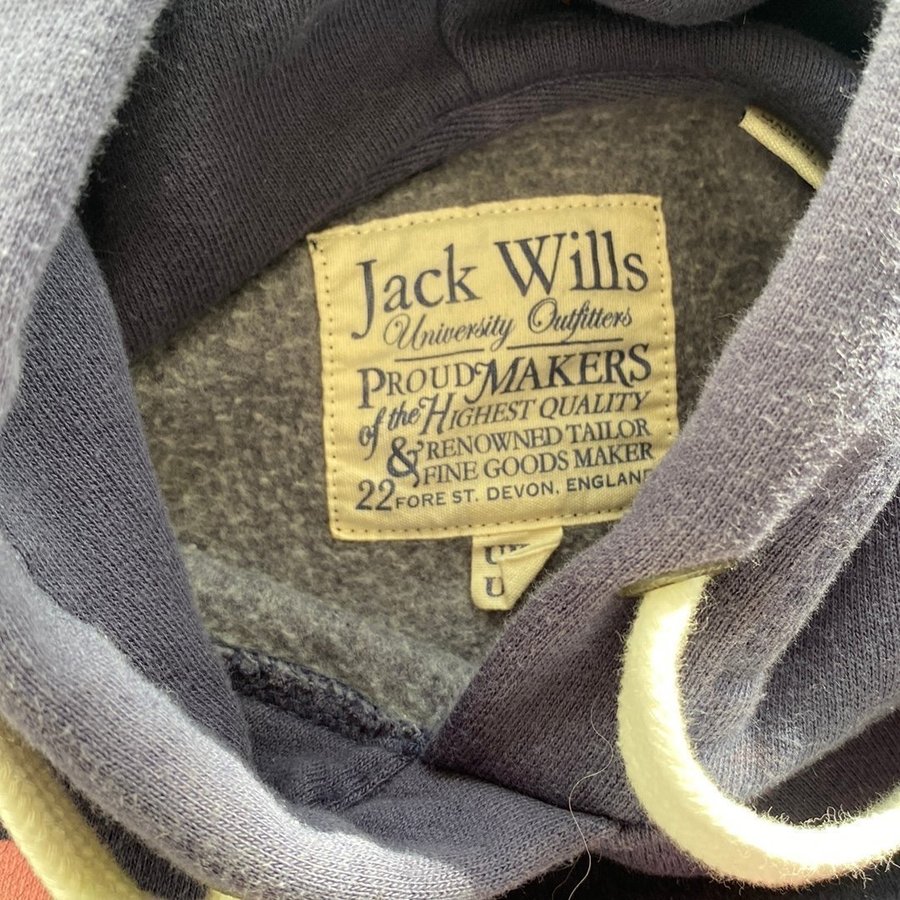 Jack Wills
University Outfitters
PROUD MAKERS
of the HIGHEST QUALITY
& RENOWNED TAILOR
FINE GOODS MAKER
22 FORE ST. DEVON, ENGLAND
U